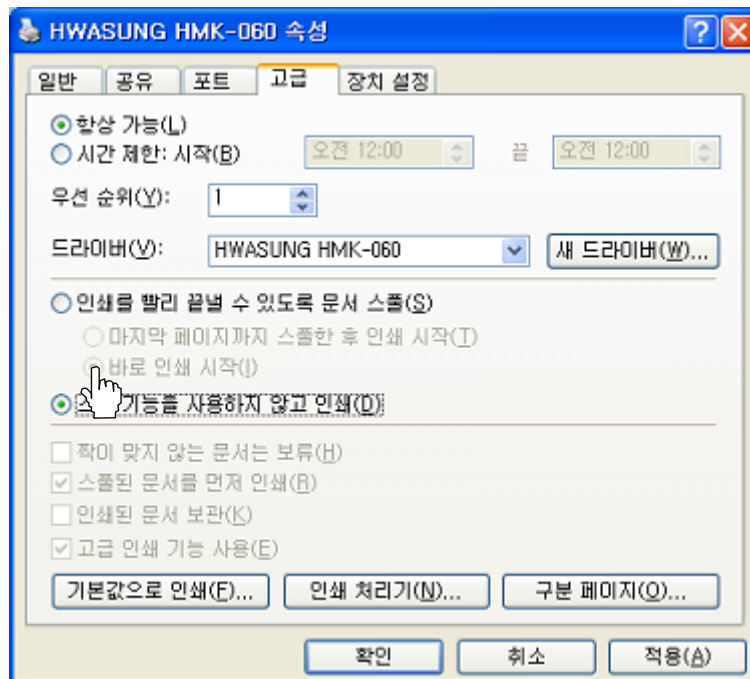 HWASUNG HMK-060 속성
일반 공유 포트 고급 장치 설정
항상 가능(L)
시간 제한: 시작(B) 오전 12:00 끝 오전 12:00
우선 순위(Y): 1
드라이버(V): HWASUNG HMK-060 새 드라이버(W)...
인쇄를 빨리 끝낼 수 있도록 문서 스풀(S)
마지막 페이지까지 스풀한 후 인쇄 시작(T)
바로 인쇄 시작(I)
기능을 사용하지 않고 인쇄(D)
짝이 맞지 않는 문서는 보류(H)
스풀된 문서를 먼저 인쇄(R)
인쇄된 문서 보관(K)
고급 인쇄 기능 사용(E)
기본값으로 인쇄(F)... 인쇄 처리기(N)... 구분 페이지(O)...
확인 취소 적용(A)